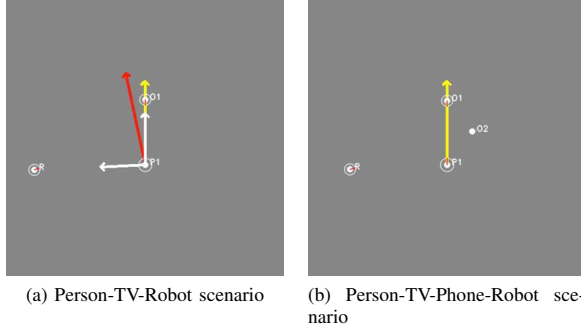 O1
P1
R
O1
O2
P1
R
(a) Person-TV-Robot scenario
(b) Person-TV-Phone-Robot sce-
nario